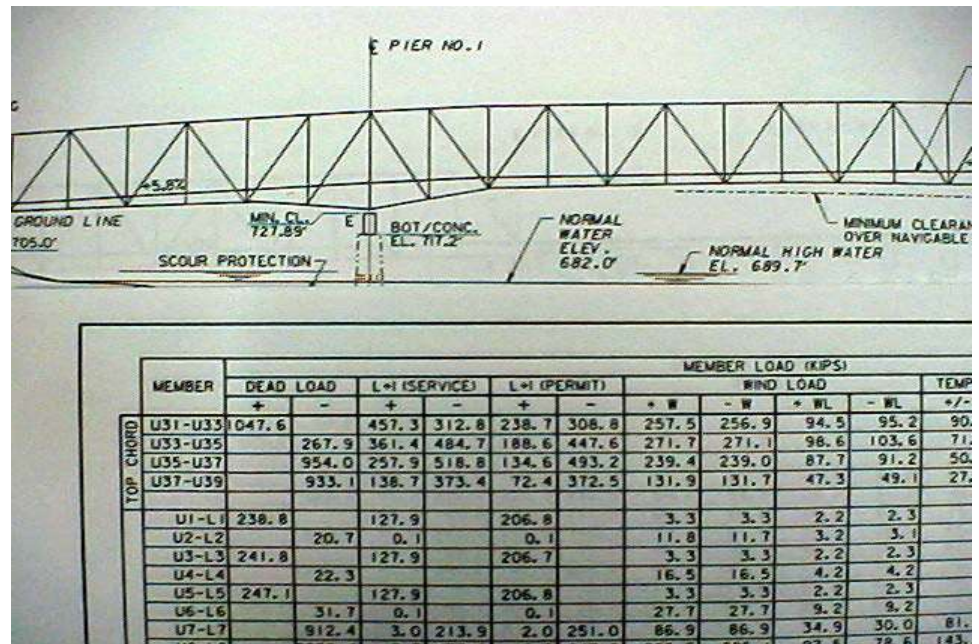 ℄ PIER NO. 1
+5.8%
GROUND LINE
705.0'
MIN. CL.
727.89'
E
BOT/CONC.
EL. 717.2'
NORMAL
WATER
ELEV.
682.0'
MINIMUM CLEARAN
OVER NAVIGABLE
SCOUR PROTECTION
NORMAL HIGH WATER
EL. 689.7'
MEMBER LOAD (KIPS)
MEMBER DEAD LOAD L+I (SERVICE) L+I (PERMIT) WIND LOAD TEMP
+ - + - + - + W - W + WL - WL +/-
TOP CHORD
U31-U33 1047.6 457.3 312.8 238.7 308.8 257.5 256.9 94.5 95.2 90.
U33-U35 267.9 361.4 484.7 188.6 447.6 271.7 271.1 98.6 103.6 71.
U35-U37 954.0 257.9 518.8 134.6 493.2 239.4 239.0 87.7 91.2 50.
U37-U39 933.1 138.7 373.4 72.4 372.5 131.9 131.7 47.3 49.1 27.
U1-L1 238.8 127.9 206.8 3.3 3.3 2.2 2.3
U2-L2 20.7 0.1 0.1 11.8 11.7 3.2 3.1
U3-L3 241.8 127.9 206.7 3.3 3.3 2.2 2.3
U4-L4 22.3 16.5 16.5 4.2 4.2
U5-L5 247.1 127.9 206.8 3.3 3.3 2.2 2.3
U6-L6 31.7 0.1 0.1 27.7 27.7 9.2 9.2
U7-L7 912.4 3.0 213.9 2.0 251.0 86.9 86.9 34.9 30.0 81.
143.